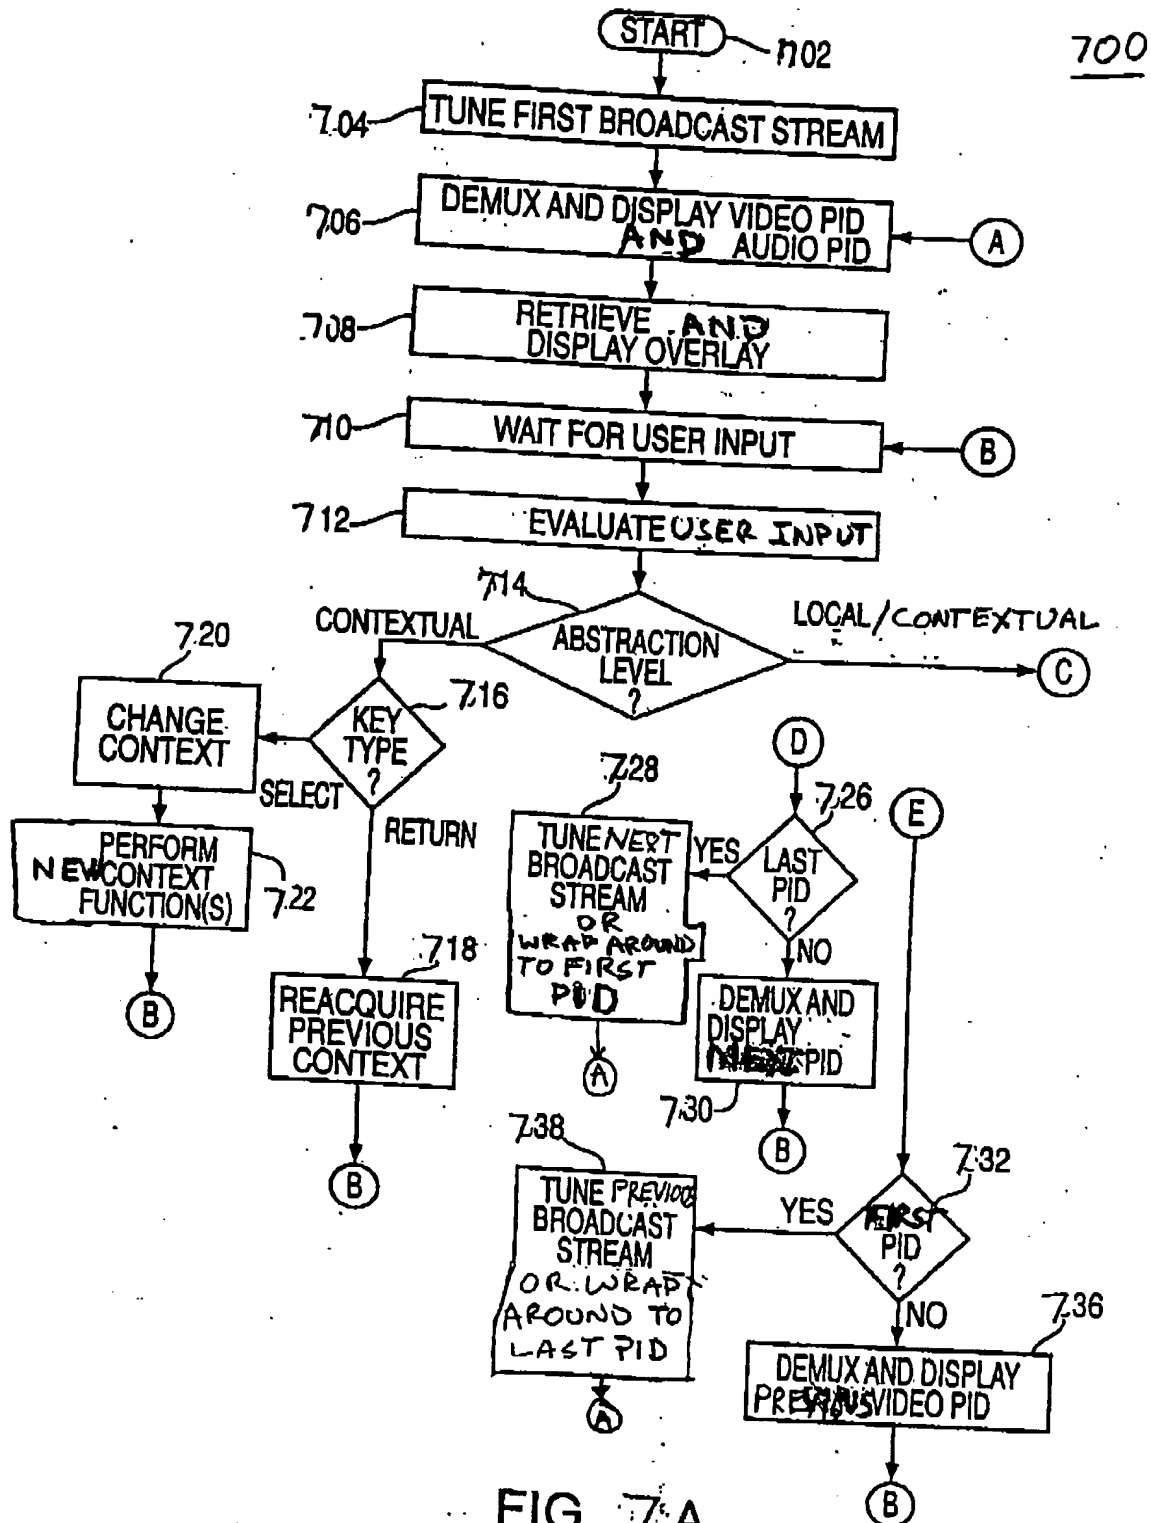 START
702
700
704
TUNE FIRST BROADCAST STREAM
706
DEMUX AND DISPLAY VIDEO PID
AND AUDIO PID
A
708
RETRIEVE AND
DISPLAY OVERLAY
710
WAIT FOR USER INPUT
B
712
EVALUATE USER INPUT
714
ABSTRACTION
LEVEL
?
CONTEXTUAL
LOCAL/CONTEXTUAL
C
720
CHANGE
CONTEXT
716
KEY
TYPE
?
SELECT
RETURN
PERFORM
NEW CONTEXT
FUNCTION(S)
722
B
718
REACQUIRE
PREVIOUS
CONTEXT
B
D
726
LAST
PID
?
YES
NO
728
TUNE NEXT
BROADCAST
STREAM
OR
WRAP AROUND
TO FIRST
PID
A
DEMUX AND
DISPLAY
NEXT PID
730
B
E
732
FIRST
PID
?
YES
NO
738
TUNE PREVIOUS
BROADCAST
STREAM
OR WRAP
AROUND TO
LAST PID
A
736
DEMUX AND DISPLAY
PREVIOUS VIDEO PID
B
FIG. 7A